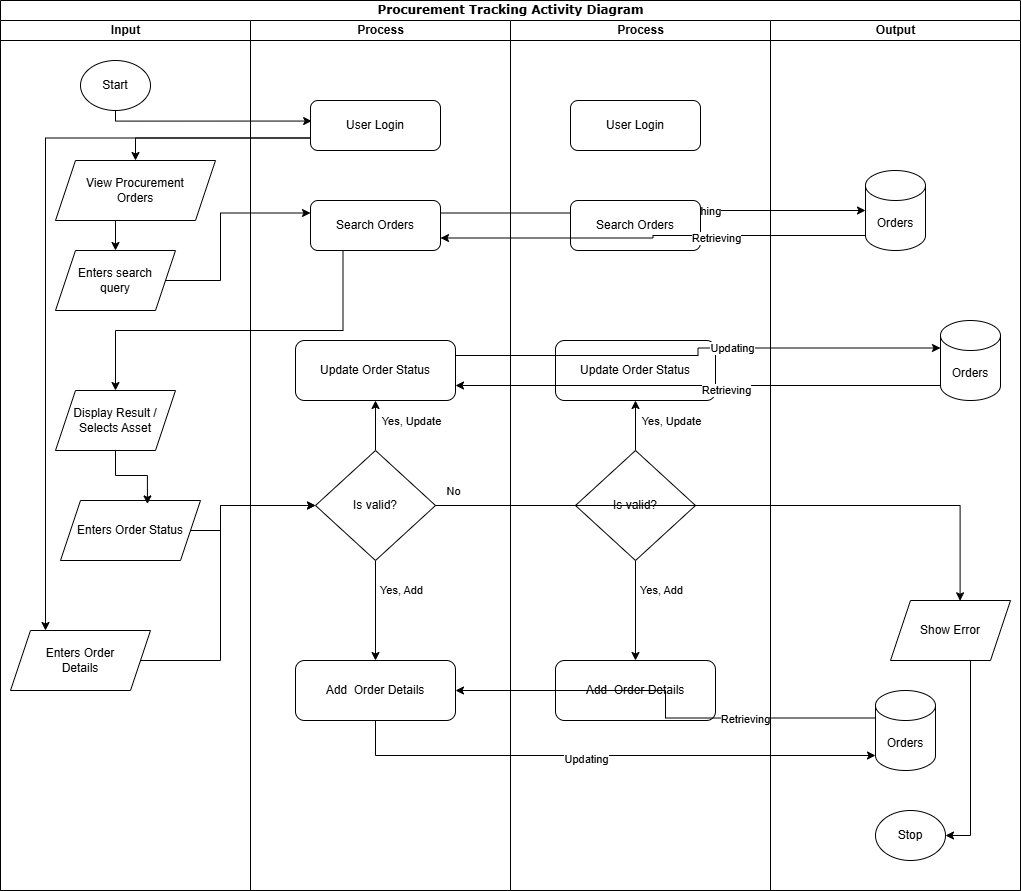 Procurement Tracking Activity Diagram
Input
Process
Process
Output
Start
User Login
User Login
View Procurement
Orders
Search Orders
Search Orders
hing
Retrieving
Orders
Enters search
query
Update Order Status
Update Order Status
Updating
Retrieving
Orders
Display Result /
Selects Asset
Yes, Update
Yes, Update
Enters Order Status
Is valid?
No
Is valid?
Yes, Add
Yes, Add
Show Error
Enters Order
Details
Add  Order Details
Add  Order Details
Retrieving
Orders
Updating
Stop